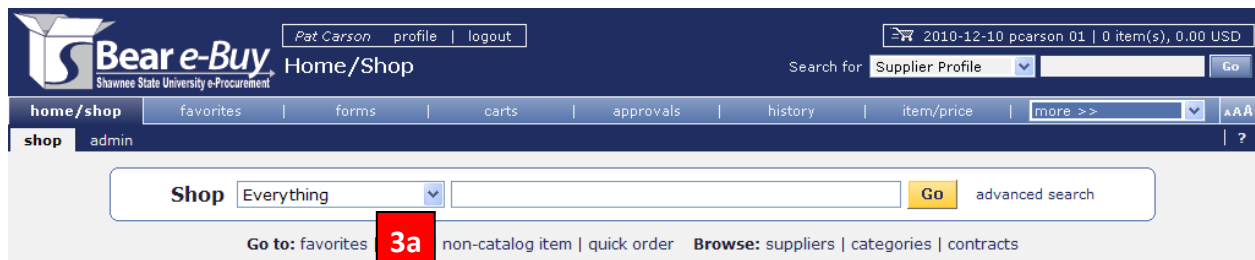 Pat Carson profile | logout
2010-12-10 pcarson 01 | 0 item(s), 0.00 USD
Bear e-Buy
Shawnee State University e-Procurement
Home/Shop
Search for Supplier Profile Go
home/shop favorites | forms | carts | approvals | history | item/price | more >> AAA
shop admin | ?
Shop Everything Go advanced search
Go to: favorites | 3a non-catalog item | quick order Browse: suppliers | categories | contracts